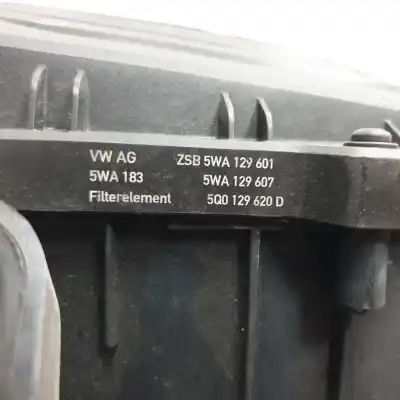 VW AG ZSB 5WA 129 601
5WA 183 5WA 129 607
Filterelement 5Q0 129 620 D